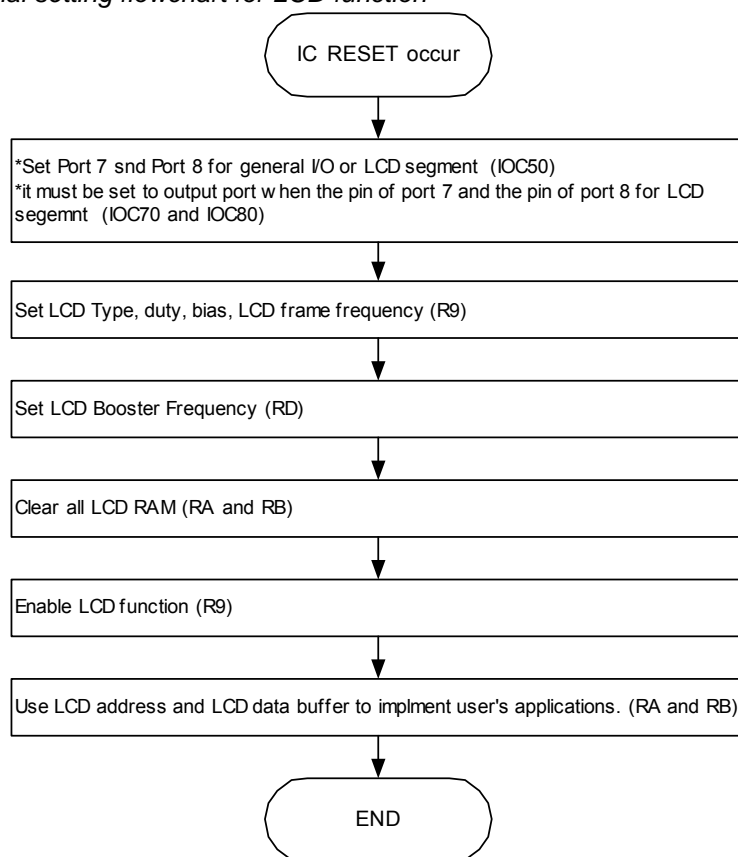 setting flowchart for LCD function
IC RESET occur
*Set Port 7 snd Port 8 for general I/O or LCD segment (IOC50)
*it must be set to output port when the pin of port 7 and the pin of port 8 for LCD
segemnt (IOC70 and IOC80)
Set LCD Type, duty, bias, LCD frame frequency (R9)
Set LCD Booster Frequency (RD)
Clear all LCD RAM (RA and RB)
Enable LCD function (R9)
Use LCD address and LCD data buffer to implment user's applications. (RA and RB)
END